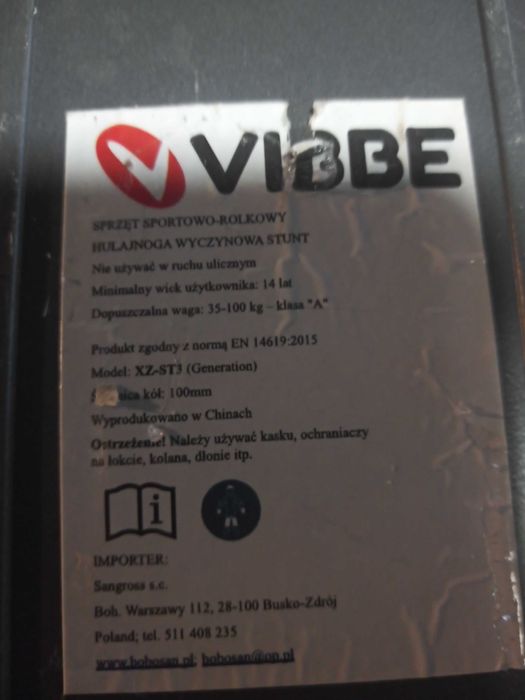 VIBBE
SPRZĘT SPORTOWO-ROLKOWY
HULAJNOGA WYCZYNOWA STUNT
Nie używać w ruchu ulicznym
Minimalny wiek użytkownika: 14 lat
Dopuszczalna waga: 35-100 kg – klasa "A"
Produkt zgodny z normą EN 14619:2015
Model: XZ-ST3 (Generation)
kół: 100mm
Wyprodukowano w Chinach
Ostrzeżenie! Należy używać kasku, ochraniaczy
na łokcie, kolana, dłonie itp.
IMPORTER:
Sangross s.c.
Boh. Warszawy 112, 28-100 Busko-Zdrój
Poland; tel. 511 408 235
www.bobosan.pl; bobosan@op.pl